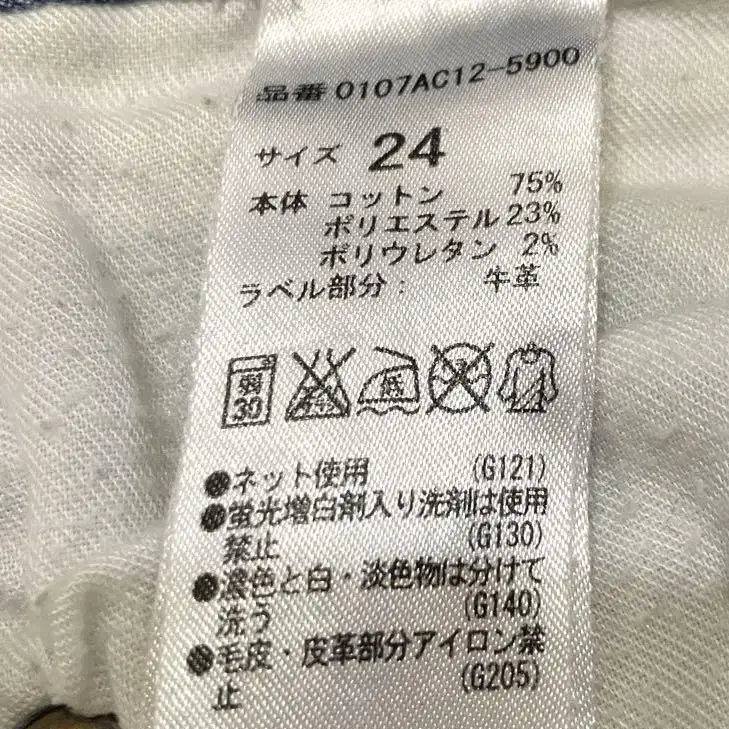 品番 0107AC12-5900
サイズ 24
本体 コットン 75%
ポリエステル 23%
ポリウレタン 2%
ラベル部分： 牛革
弱 30 低
●ネット使用 (G121)
●蛍光増白剤入り洗剤は使用
禁止 (G130)
●濃色と白・淡色物は分けて
洗う (G140)
●毛皮・皮革部分アイロン禁
止 (G205)